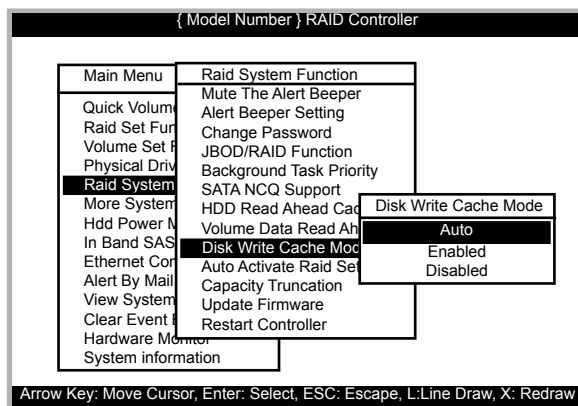 { Model Number } RAID Controller
Main Menu
Quick Volum
Raid Set Fun
Volume Set F
Physical Driv
Raid System
More System
Hdd Power M
In Band SAS
Ethernet Con
Alert By Mail
View System
Clear Event
Hardware Monitor
System information
Raid System Function
Mute The Alert Beeper
Alert Beeper Setting
Change Password
JBOD/RAID Function
Background Task Priority
SATA NCQ Support
HDD Read Ahead Cac
Volume Data Read Ah
Disk Write Cache Mod
Auto Activate Raid Set
Capacity Truncation
Update Firmware
Restart Controller
Disk Write Cache Mode
Auto
Enabled
Disabled
Arrow Key: Move Cursor, Enter: Select, ESC: Escape, L:Line Draw, X: Redraw